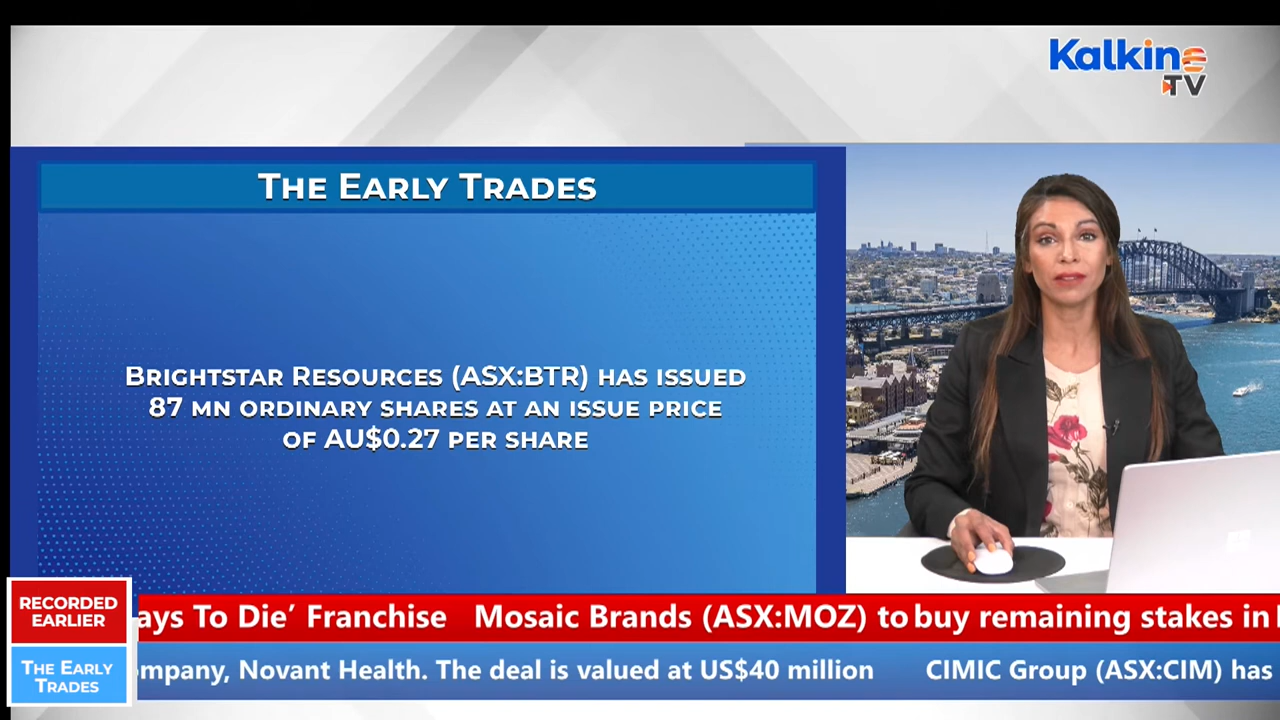 Kalkine
TV
THE EARLY TRADES
BRIGHTSTAR RESOURCES (ASX:BTR) HAS ISSUED
87 MN ORDINARY SHARES AT AN ISSUE PRICE
OF AU$0.27 PER SHARE
RECORDED
EARLIER
ays To Die’ Franchise Mosaic Brands (ASX:MOZ) to buy remaining stakes in
THE EARLY
TRADES
ompany, Novant Health. The deal is valued at US$40 million CIMIC Group (ASX:CIM) has